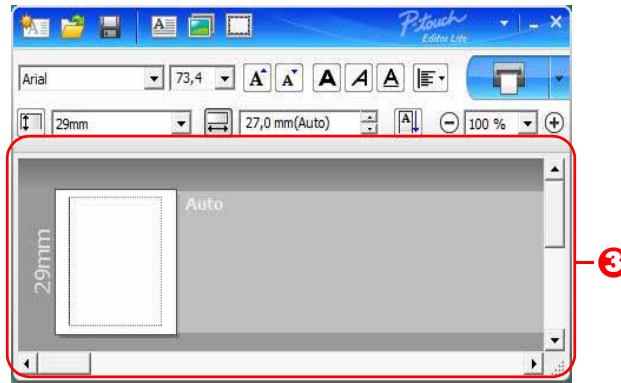 P-touch
Editor Lite
Arial 73,4 A A A A A
29mm 27,0 mm(Auto) A 100 %
Auto
29mm
3